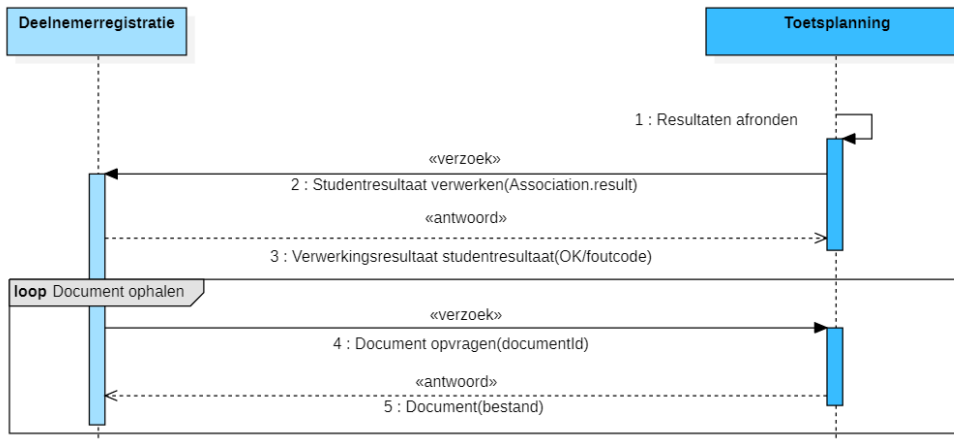 Deelnemerregistratie
Toetsplanning
1 : Resultaten afronden
«verzoek»
2 : Studentresultaat verwerken(Association.result)
«antwoord»
3 : Verwerkingsresultaat studentresultaat(OK/foutcode)
loop Document ophalen
«verzoek»
4 : Document opvragen(documentId)
«antwoord»
5 : Document(bestand)